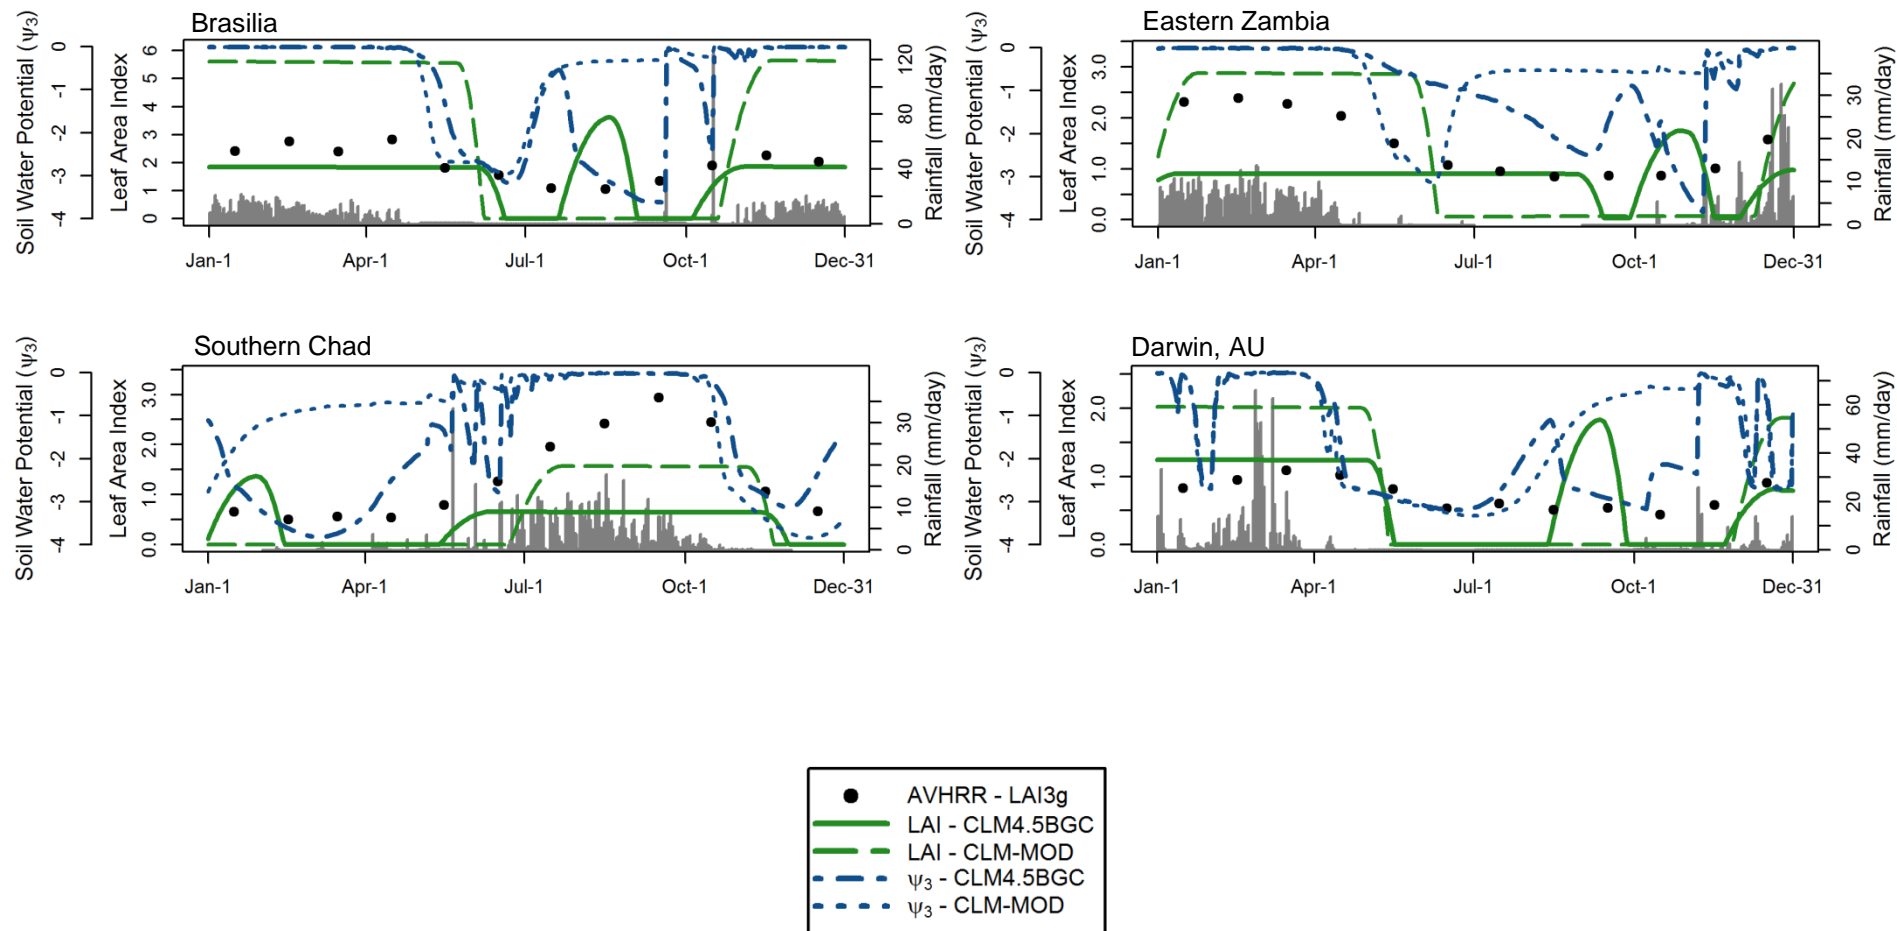 Brasilia
Soil Water Potential (ψ3)
0
-1
-2
-3
-4
Leaf Area Index
6
5
4
3
2
1
0
Rainfall (mm/day)
120
80
40
0
Jan-1 Apr-1 Jul-1 Oct-1 Dec-31
Eastern Zambia
Soil Water Potential (ψ3)
0
-1
-2
-3
-4
Leaf Area Index
3.0
2.0
1.0
0.0
Rainfall (mm/day)
30
20
10
0
Jan-1 Apr-1 Jul-1 Oct-1 Dec-31
Southern Chad
Soil Water Potential (ψ3)
0
-1
-2
-3
-4
Leaf Area Index
3.0
2.0
1.0
0.0
Rainfall (mm/day)
30
20
10
0
Jan-1 Apr-1 Jul-1 Oct-1 Dec-31
Darwin, AU
Soil Water Potential (ψ3)
0
-1
-2
-3
-4
Leaf Area Index
2.0
1.0
0.0
Rainfall (mm/day)
60
40
20
0
Jan-1 Apr-1 Jul-1 Oct-1 Dec-31
AVHRR - LAI3g
LAI - CLM4.5BGC
LAI - CLM-MOD
ψ3 - CLM4.5BGC
ψ3 - CLM-MOD